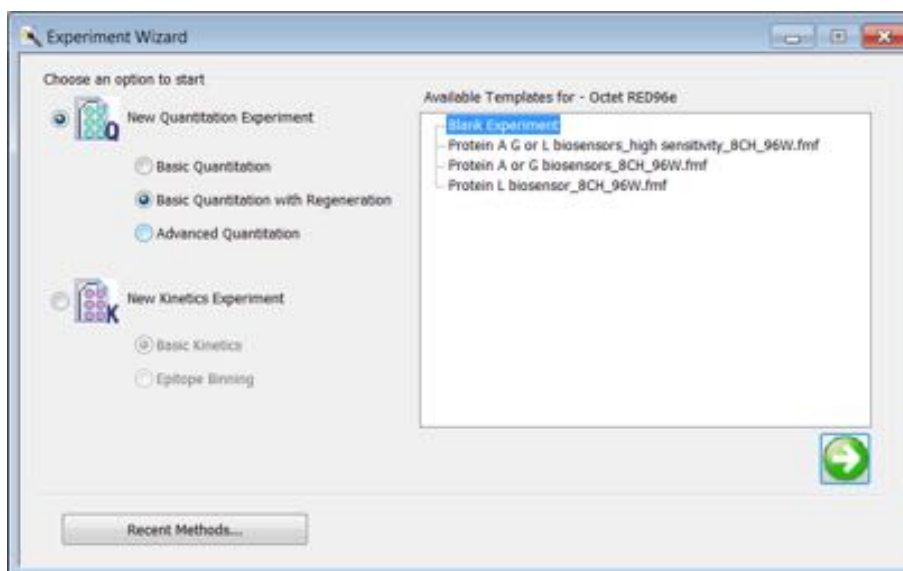 Experiment Wizard
Choose an option to start
New Quantitation Experiment
Basic Quantitation
Basic Quantitation with Regeneration
Advanced Quantitation
New Kinetics Experiment
Basic Kinetics
Epitope Binning
Available Templates for - Octet RED96e
Blank Experiment
Protein A G or L biosensors_high sensitivity_8CH_96W.fmf
Protein A or G biosensors_8CH_96W.fmf
Protein L biosensor_8CH_96W.fmf
Q
K
Recent Methods...